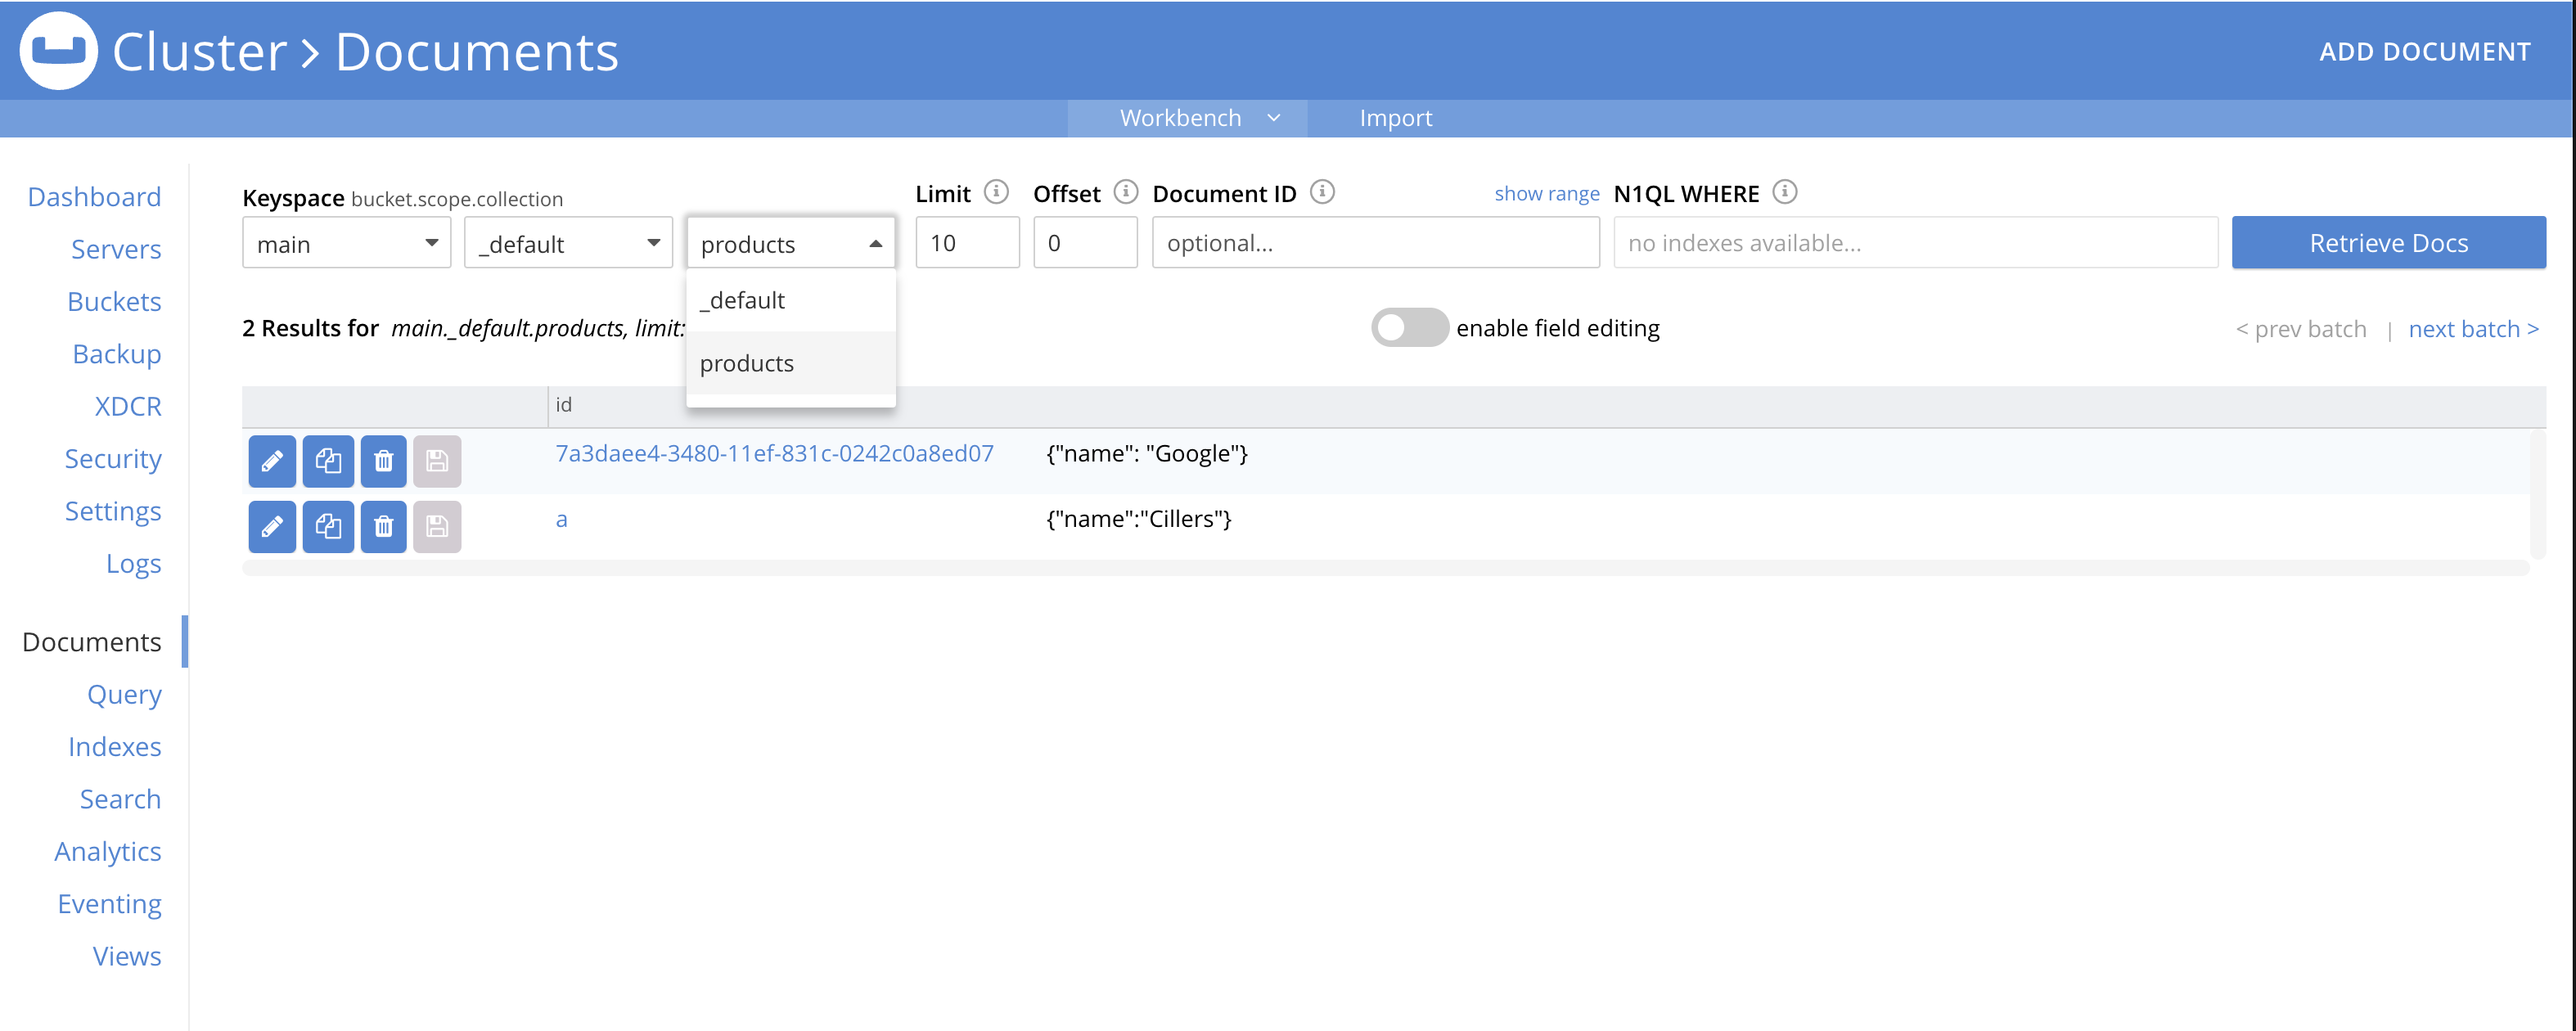 Cluster > Documents
ADD DOCUMENT
Workbench
Import
Dashboard
Servers
Buckets
Backup
XDCR
Security
Settings
Logs
Documents
Query
Indexes
Search
Analytics
Eventing
Views
Keyspace bucket.scope.collection
Limit
Offset
Document ID
show range
N1QL WHERE
main
_default
products
10
0
optional...
no indexes available...
Retrieve Docs
_default
products
2 Results for main._default.products, limit:
enable field editing
< prev batch | next batch >
id
7a3daee4-3480-11ef-831c-0242c0a8ed07 {"name": "Google"}
a {"name":"Cillers"}